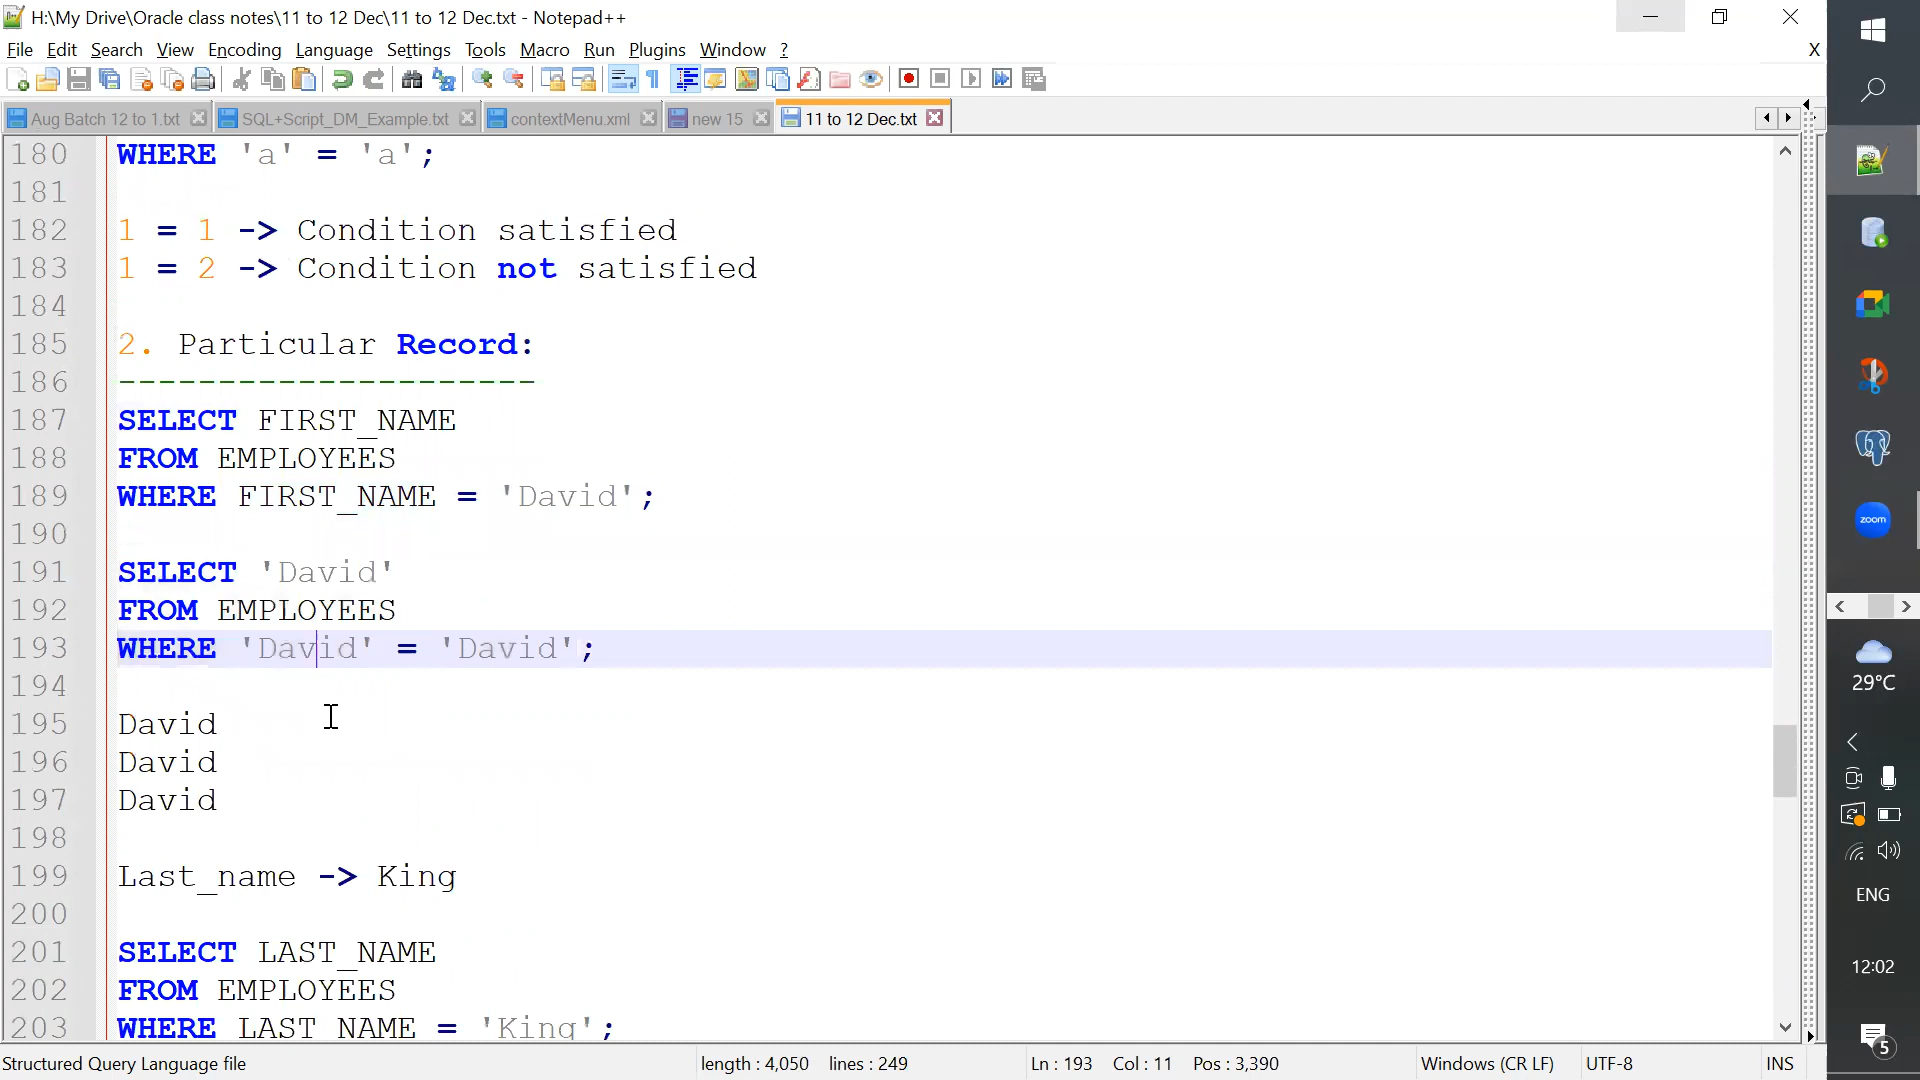 H:\My Drive\Oracle class notes\11 to 12 Dec\11 to 12 Dec.txt - Notepad++
File Edit Search View Encoding Language Settings Tools Macro Run Plugins Window ? X
Aug Batch 12 to 1.txt SQL+Script_DM_Example.txt contextMenu.xml new 15 11 to 12 Dec.txt
180 WHERE 'a' = 'a';
181
182 1 = 1 -> Condition satisfied
183 1 = 2 -> Condition not satisfied
184
185 2. Particular Record:
186 ---------------------
187 SELECT FIRST_NAME
188 FROM EMPLOYEES
189 WHERE FIRST_NAME = 'David';
190
191 SELECT 'David'
192 FROM EMPLOYEES
193 WHERE 'David' = 'David';
194
195 David
196 David
197 David
198
199 Last_name -> King
200
201 SELECT LAST_NAME
202 FROM EMPLOYEES
203 WHERE LAST_NAME = 'King';
Structured Query Language file length : 4,050 lines : 249 Ln : 193 Col : 11 Pos : 3,390 Windows (CR LF) UTF-8 INS
zoom
29°C
ENG
12:02
5